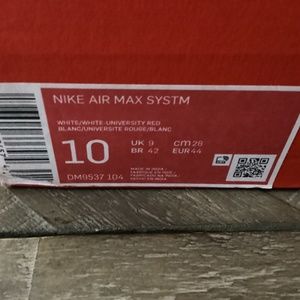 NIKE AIR MAX SYSTM
WHITE/WHITE-UNIVERSITY RED
BLANC/UNIVERSITE ROUGE/BLANC
10 UK 9 CM 28
BR 42 EUR 44
DM9537 104
MADE IN INDIA